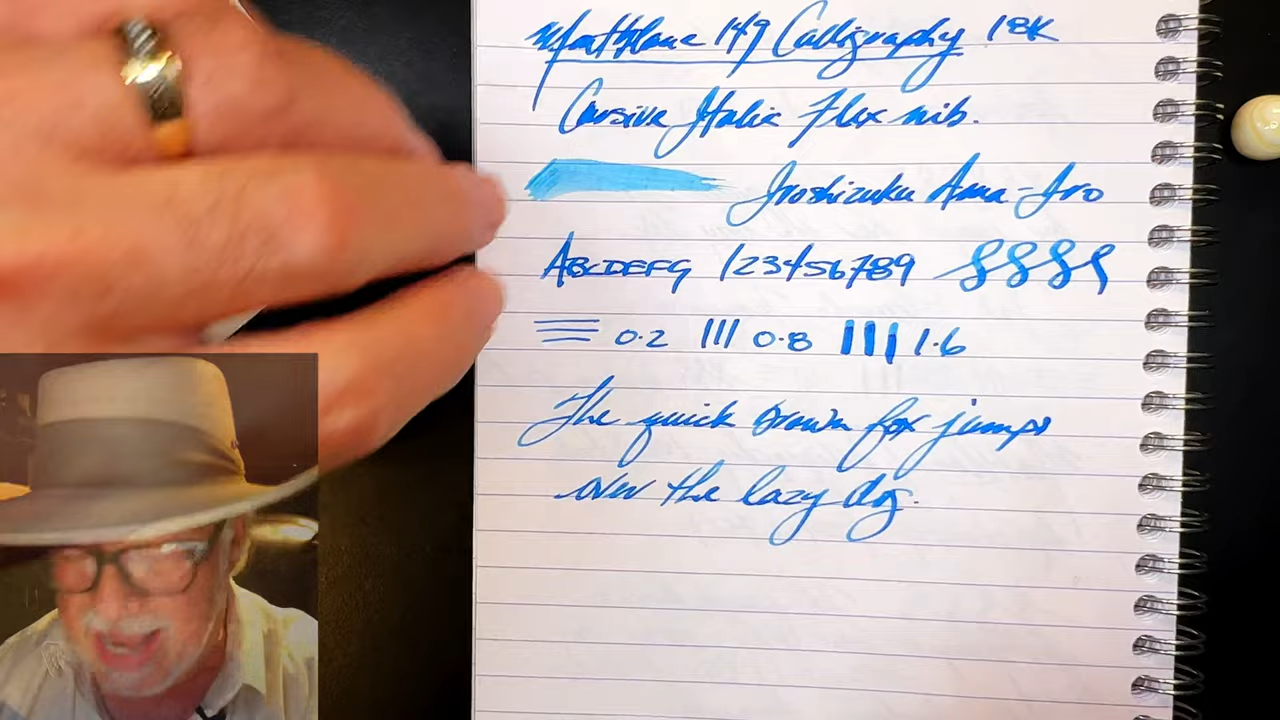 Montblanc 149 Calligraphy 18K
Cursive Italic Flex nib.
Iroshizuku Ama-Iro
ABCDEFG 123456789 SSSS
0.2 0.8 1.6
The quick brown fox jumps
over the lazy dog.